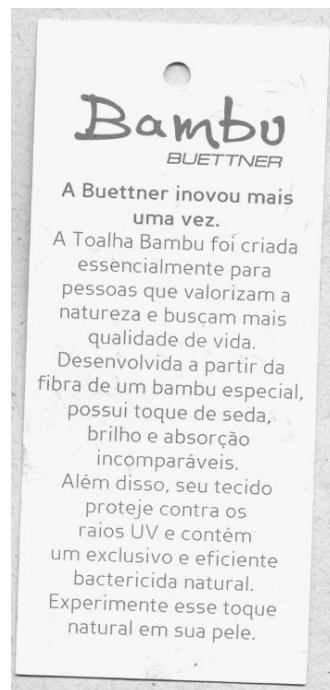 Bambu
BUETTNER
A Buettner inovou mais
uma vez.
A Toalha Bambu foi criada
essencialmente para
pessoas que valorizam a
natureza e buscam mais
qualidade de vida.
Desenvolvida a partir da
fibra de um bambu especial,
possui toque de seda,
brilho e absorção
incomparáveis.
Além disso, seu tecido
proteje contra os
raios UV e contém
um exclusivo e eficiente
bactericida natural.
Experimente esse toque
natural em sua pele.